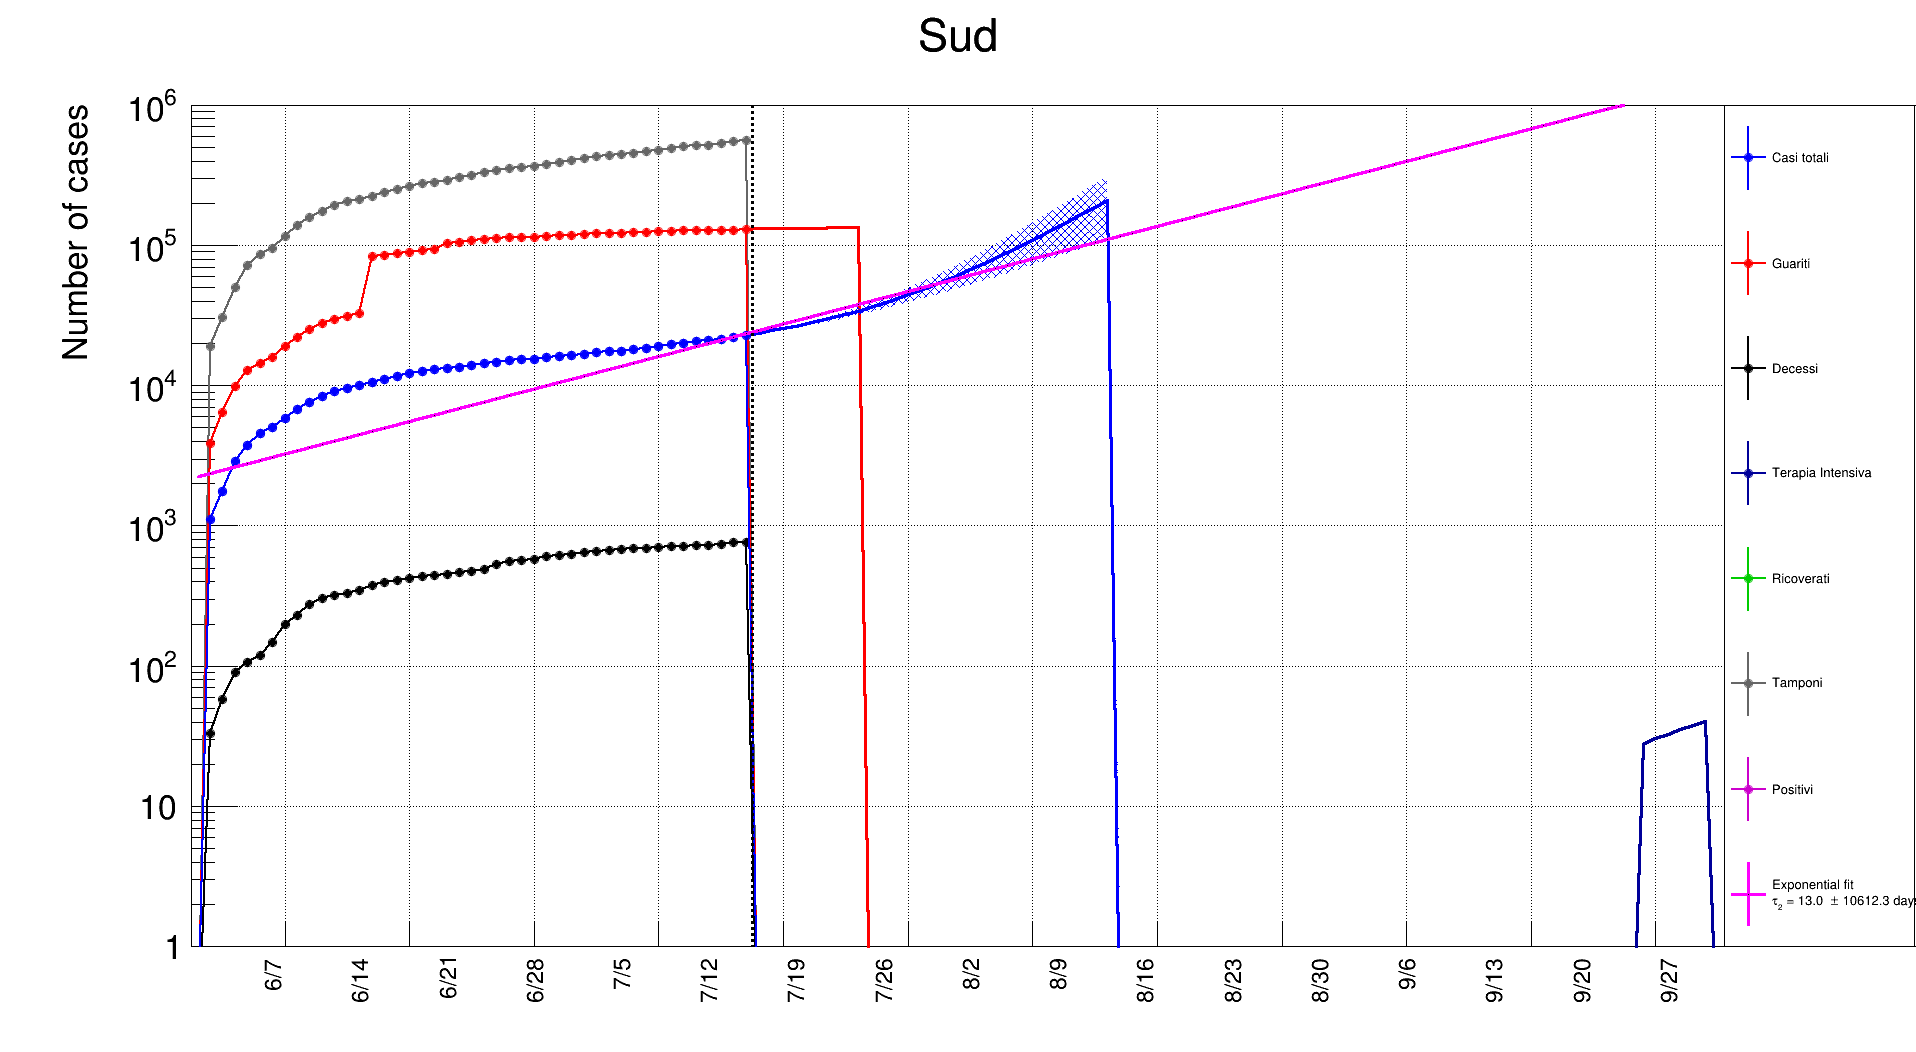 Sud
Number of cases
10^6
10^5
10^4
10^3
10^2
10
1
6/7
6/14
6/21
6/28
7/5
7/12
7/19
7/26
8/2
8/9
8/16
8/23
8/30
9/6
9/13
9/20
9/27
Casi totali
Guariti
Decessi
Terapia Intensiva
Ricoverati
Tamponi
Positivi
Exponential fit
τ_2 = 13.0 ± 10612.3 day